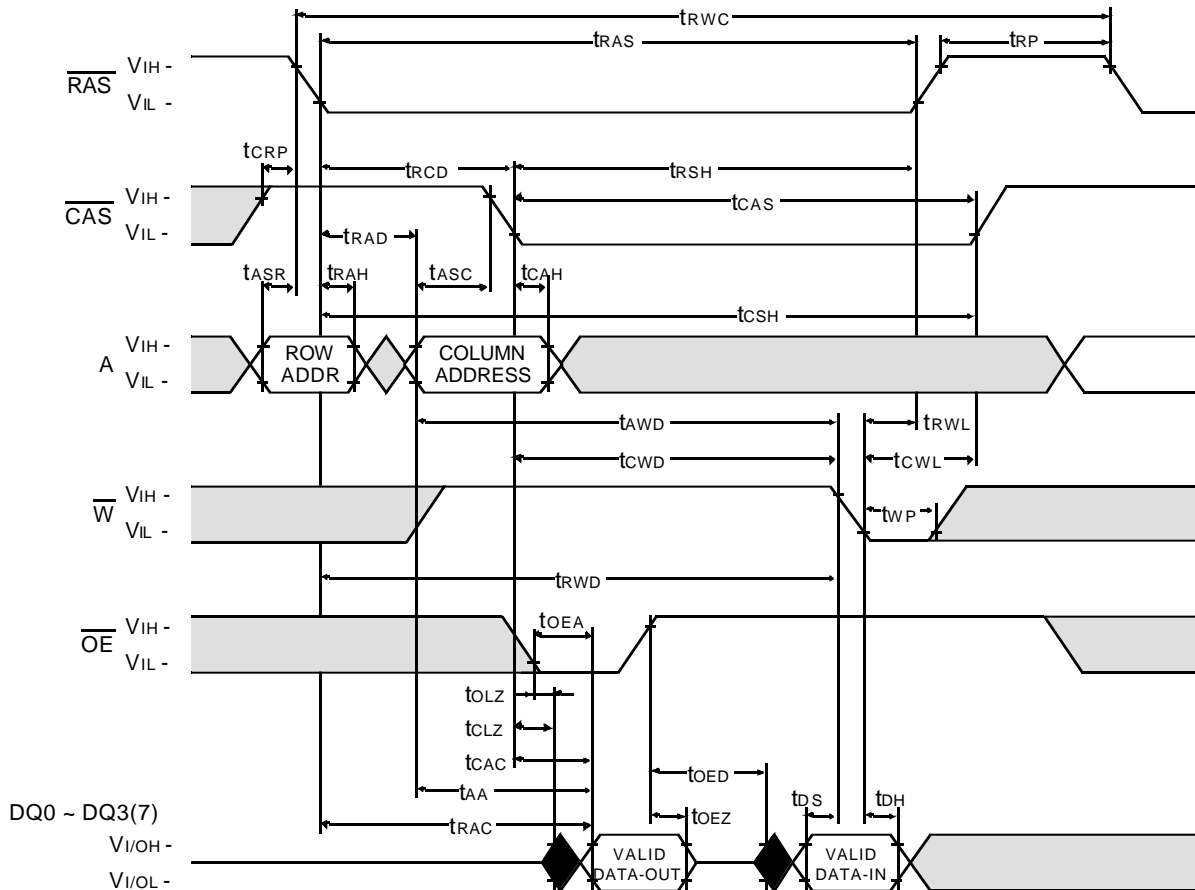 tRWC
tRAS
tRP
RAS
VIH -
VIL -
tCRP
tRCD
tRSH
CAS
VIH -
VIL -
tCAS
tRAD
tASR
tRAH
tASC
tCAH
tCSH
A
VIH -
VIL -
ROW
ADDR
COLUMN
ADDRESS
tAWD
tRWL
tCWD
tCWL
W
VIH -
VIL -
tWP
tRWD
OE
VIH -
VIL -
tOEA
tOLZ
tCLZ
tCAC
tOED
tAA
tDS
tDH
DQ0 ~ DQ3(7)
tRAC
tOEZ
VI/OH -
VI/OL -
VALID
DATA-OUT
VALID
DATA-IN